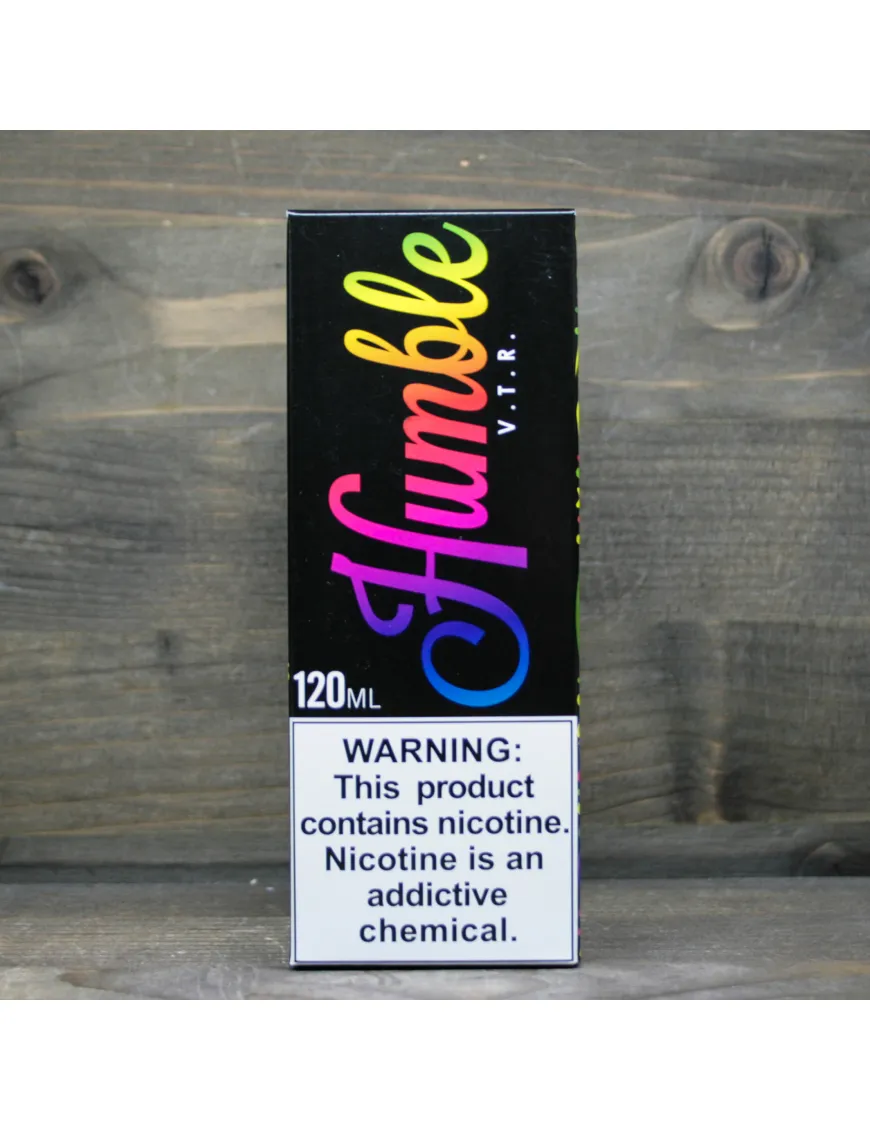 Humble
V.T.R.
120ML
WARNING:
This product
contains nicotine.
Nicotine is an
addictive
chemical.